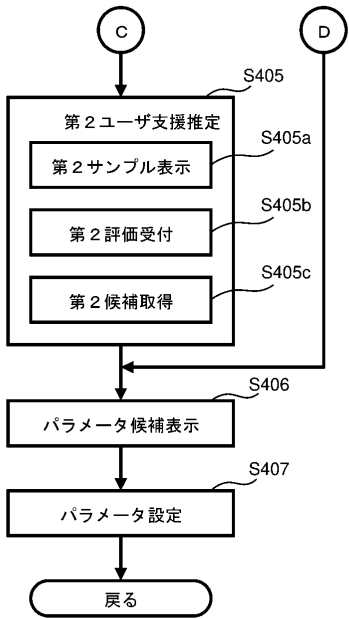 C
D
S405
第2ユーザ支援推定
S405a
第2サンプル表示
S405b
第2評価受付
S405c
第2候補取得
S406
パラメータ候補表示
S407
パラメータ設定
戻る